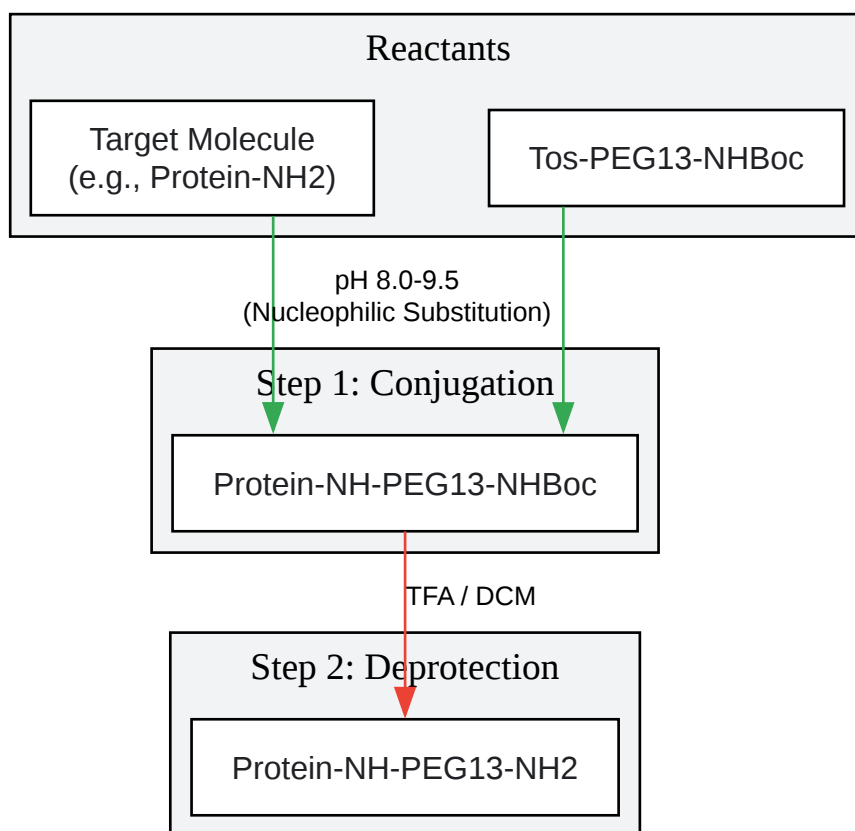 Reactants
Target Molecule
(e.g., Protein-NH2)
Tos-PEG13-NHBoc
pH 8.0-9.5
(Nucleophilic Substitution)
Step 1: Conjugation
Protein-NH-PEG13-NHBoc
TFA / DCM
Step 2: Deprotection
Protein-NH-PEG13-NH2